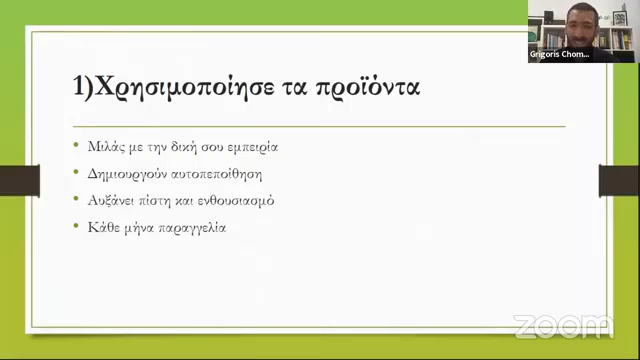 Grigoris Chom...
1)Χρησιμοποίησε τα προϊόντα
• Μιλάς με την δική σου εμπειρία
• Δημιουργούν αυτοπεποίθηση
• Αυξάνει πίστη και ενθουσιασμό
• Κάθε μήνα παραγγελία
zoom